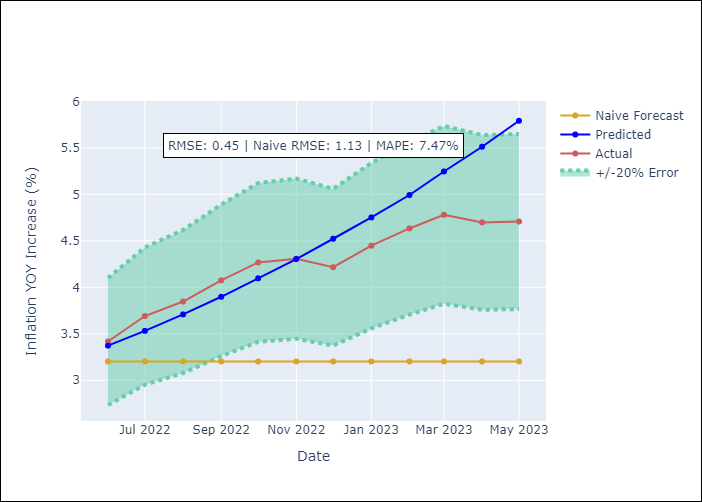 6
5.5
5
4.5
4
3.5
3
Inflation YOY Increase (%)
RMSE: 0.45 | Naive RMSE: 1.13 | MAPE: 7.47%
Jul 2022
Sep 2022
Nov 2022
Jan 2023
Mar 2023
May 2023
Date
Naive Forecast
Predicted
Actual
+/-20% Error